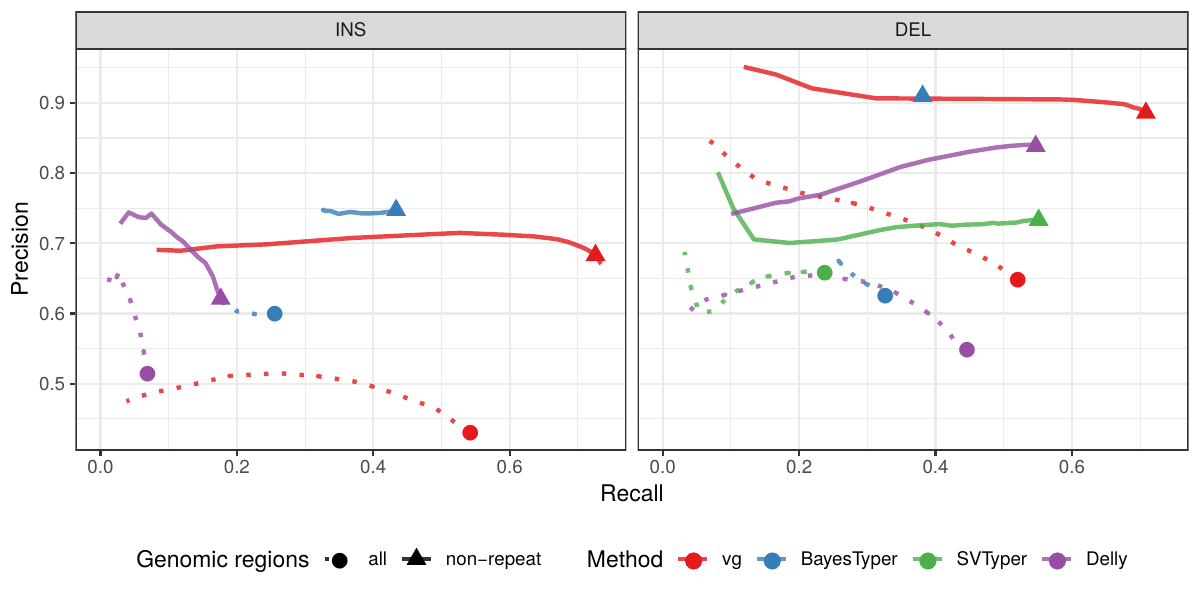 INS
DEL
Precision
0.9
0.8
0.7
0.6
0.5
0.0 0.2 0.4 0.6
0.0 0.2 0.4 0.6
Recall
Genomic regions all non−repeat Method vg BayesTyper SVTyper Delly